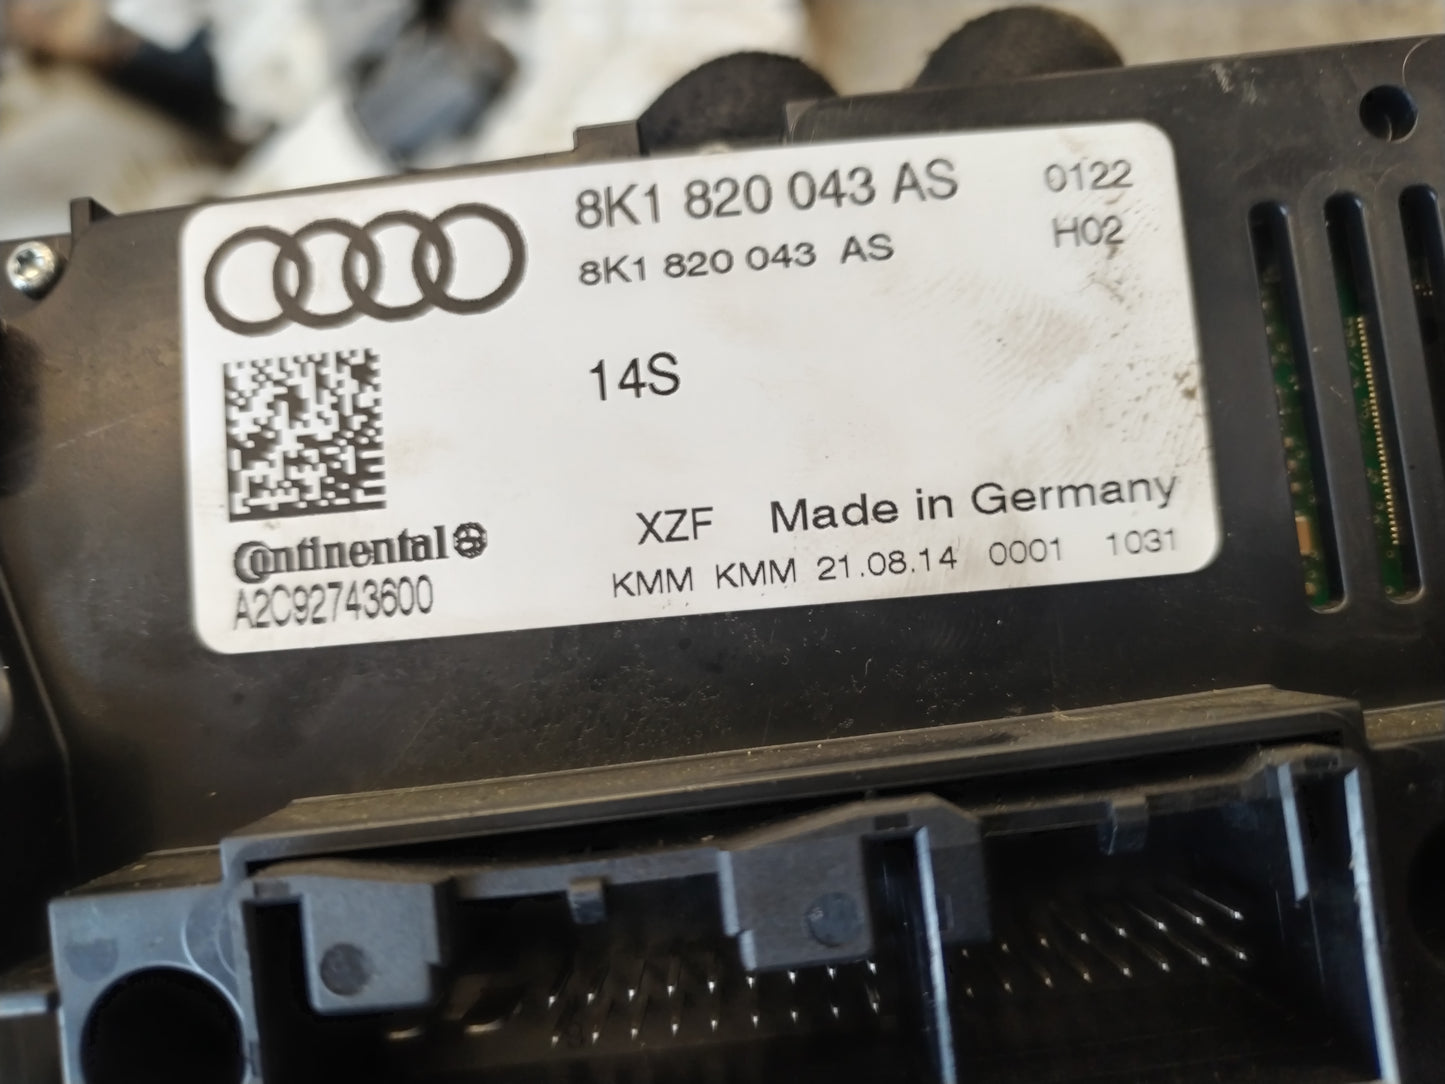 8K1 820 043 AS 0122
8K1 820 043 AS H02
14S
Continental
A2C92743600
XZF Made in Germany
KMM KMM 21.08.14 0001 1031